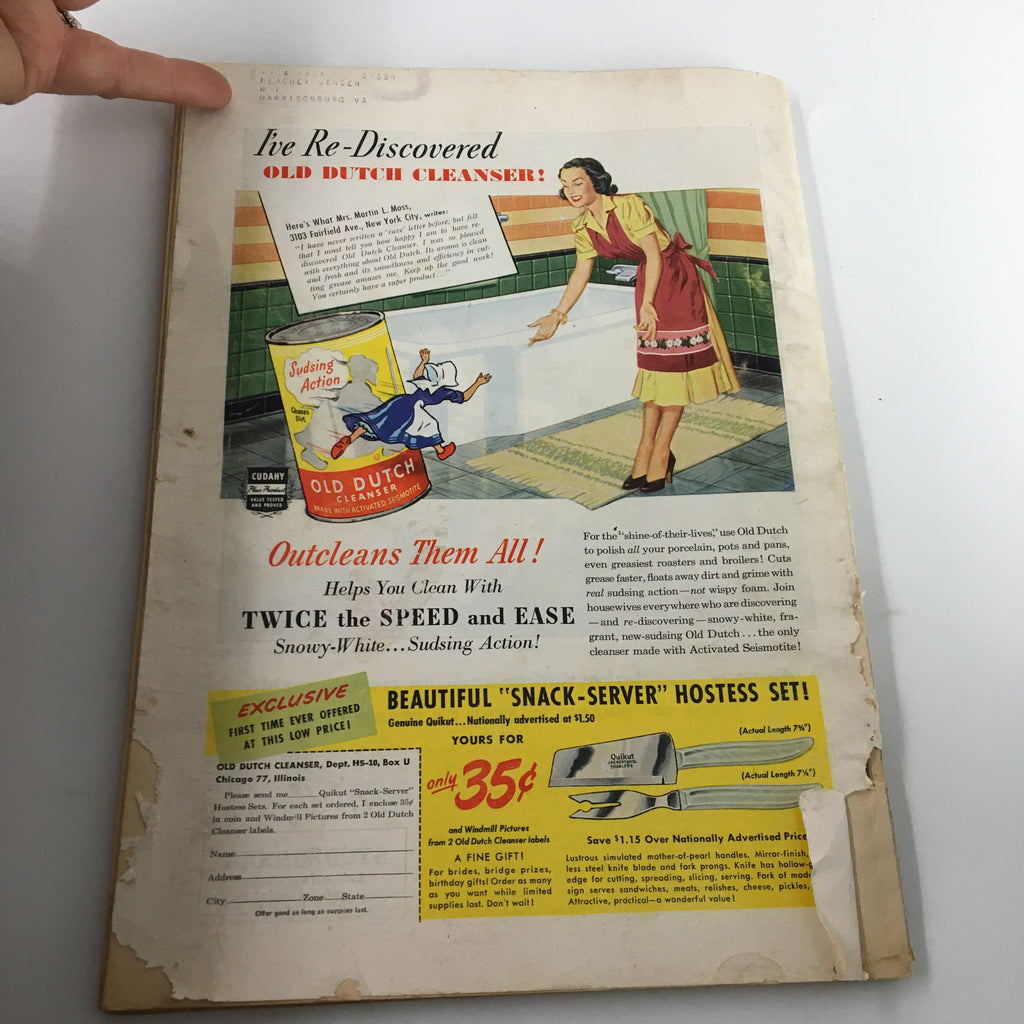 2-59A
R 1
HARRISONBURG VA
I've Re-Discovered
OLD DUTCH CLEANSER!
Here's What Mrs. Martin L. Moss,
3103 Fairfield Ave., New York City, writes:
"I have never written a 'rave' letter before, but felt
that I must tell you how happy I am to have re-
discovered Old Dutch Cleanser. I was so pleased
with everything about Old Dutch. Its aroma is clean
and fresh and its smoothness and efficiency in cut-
ting grease amazes me. Keep up the good work!
You certainly have a super product..."
Sudsing
Action
Chases
Dirt
OLD DUTCH
CLEANSER
MADE WITH ACTIVATED SEISMOTITE
CUDAHY
Plus Product
VALUE TESTED
AND PROVED
Outcleans Them All!
Helps You Clean With
TWICE the SPEED and EASE
Snowy-White...Sudsing Action!
For the "shine-of-their-lives," use Old Dutch
to polish all your porcelain, pots and pans,
even greasiest roasters and broilers! Cuts
grease faster, floats away dirt and grime with
real sudsing action—not wispy foam. Join
housewives everywhere who are discovering
—and re-discovering—snowy-white, fra-
grant, new-sudsing Old Dutch...the only
cleanser made with Activated Seismotite!
EXCLUSIVE
FIRST TIME EVER OFFERED
AT THIS LOW PRICE!
BEAUTIFUL "SNACK-SERVER" HOSTESS SET!
Genuine Quikut...Nationally advertised at $1.50
YOURS FOR
only 35¢
and Windmill Pictures
from 2 Old Dutch Cleanser labels
A FINE GIFT!
For brides, bridge prizes,
birthday gifts! Order as many
as you want while limited
supplies last. Don't wait!
Quikut
STAINLESS
(Actual Length 7⅝")
(Actual Length 7⅛")
Save $1.15 Over Nationally Advertised Price
Lustrous simulated mother-of-pearl handles. Mirror-finish,
less steel knife blade and fork prongs. Knife has hollow-g
edge for cutting, spreading, slicing, serving. Fork of mode
sign serves sandwiches, meats, relishes, cheese, pickles,
Attractive, practical—a wonderful value!
OLD DUTCH CLEANSER, Dept. HS-10, Box U
Chicago 77, Illinois
Please send me Quikut "Snack-Server"
Hostess Sets. For each set ordered, I enclose 35¢
in coin and Windmill Pictures from 2 Old Dutch
Cleanser labels.
Name
Address
City Zone State
Offer good as long as supplies last.